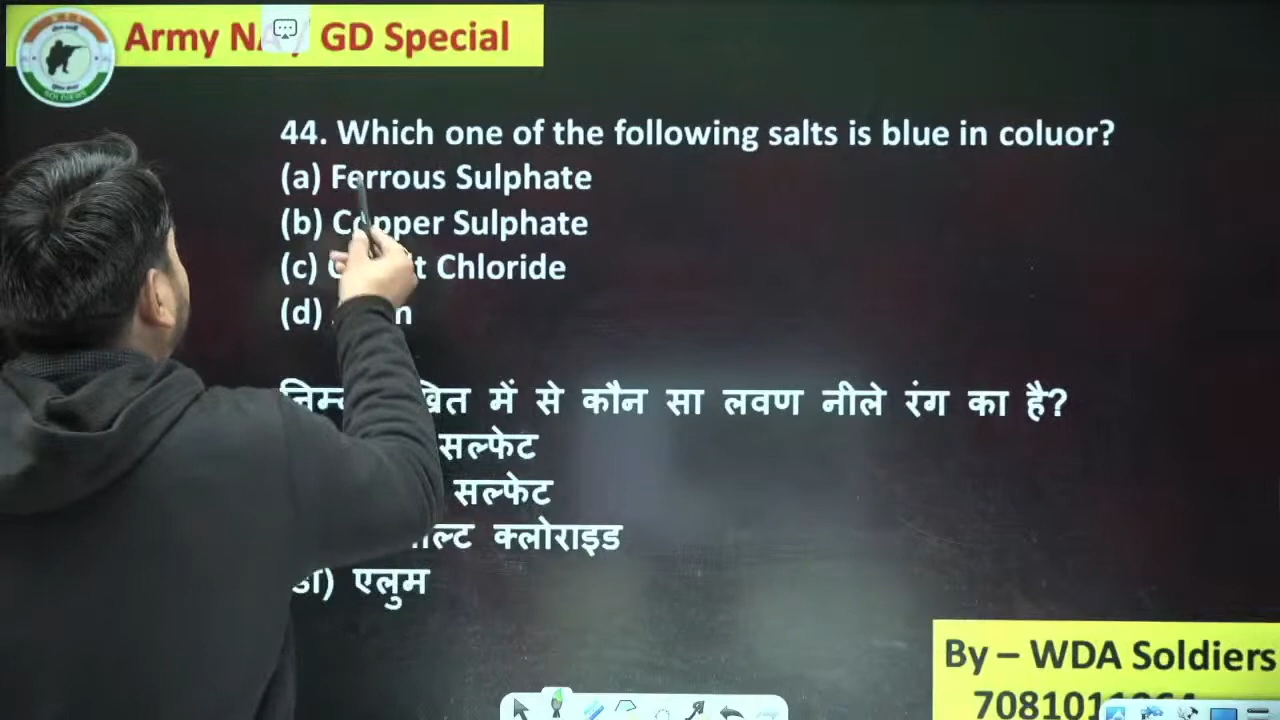 Army GD Special
44. Which one of the following salts is blue in coluor?
(a) Ferrous Sulphate
(b) Copper Sulphate
(c) Chloride
(d)
में से कौन सा लवण नीले रंग का है?
सल्फेट
सल्फेट
क्लोराइड
एलुम
By – WDA Soldiers